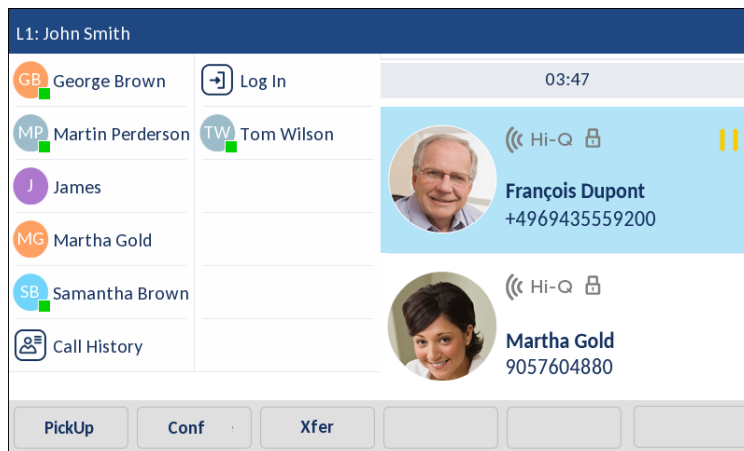 L1: John Smith
GB George Brown
Log In
03:47
MP Martin Perderson
TW Tom Wilson
Hi-Q
François Dupont
+4969435559200
J James
MG Martha Gold
SB Samantha Brown
Hi-Q
Martha Gold
9057604880
Call History
PickUp
Conf
Xfer